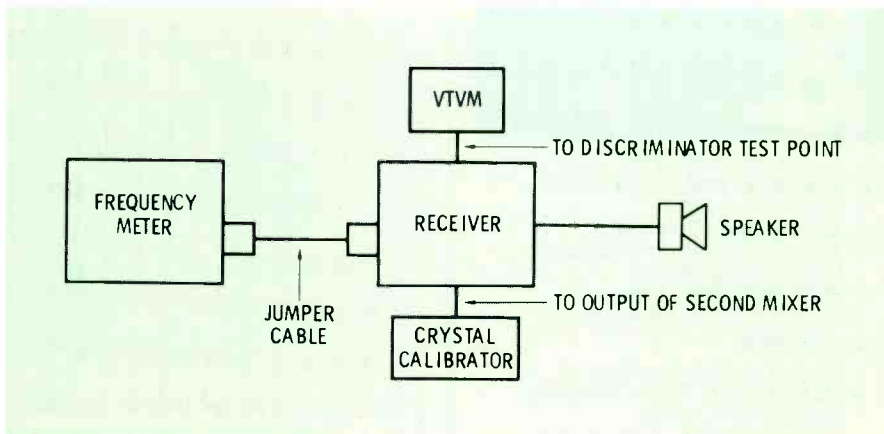 VTVM
TO DISCRIMINATOR TEST POINT
FREQUENCY
METER
RECEIVER
SPEAKER
JUMPER
CABLE
TO OUTPUT OF SECOND MIXER
CRYSTAL
CALIBRATOR